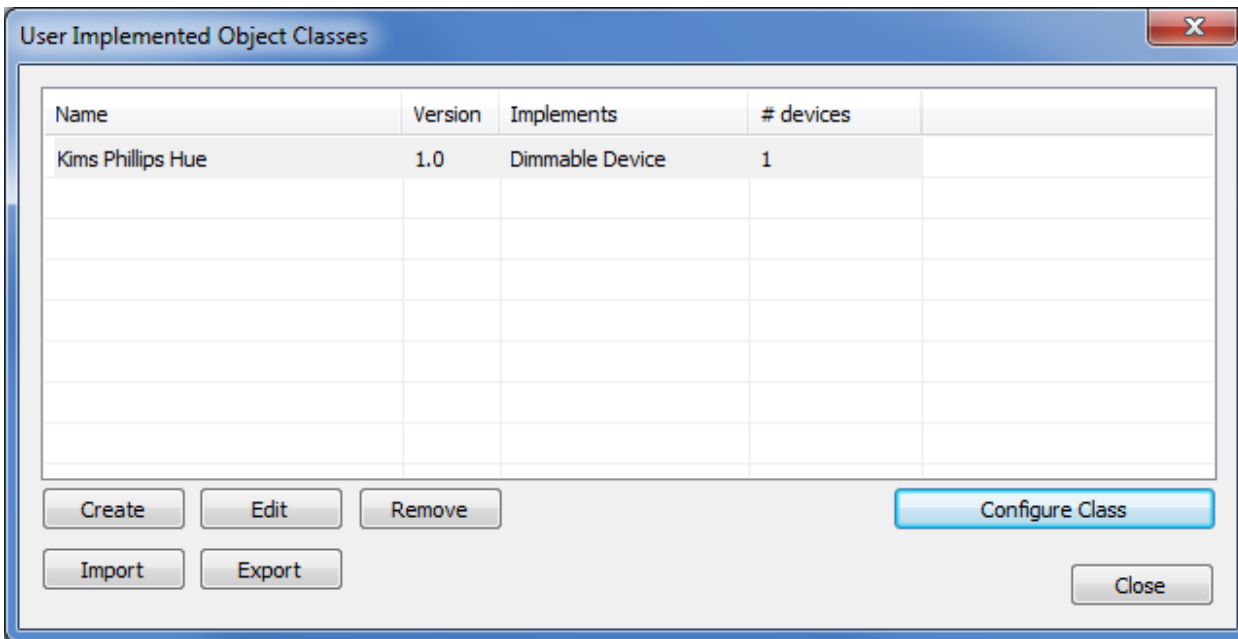 User Implemented Object Classes
Name Version Implements # devices
Kims Phillips Hue 1.0 Dimmable Device 1
Create Edit Remove Configure Class
Import Export
Close